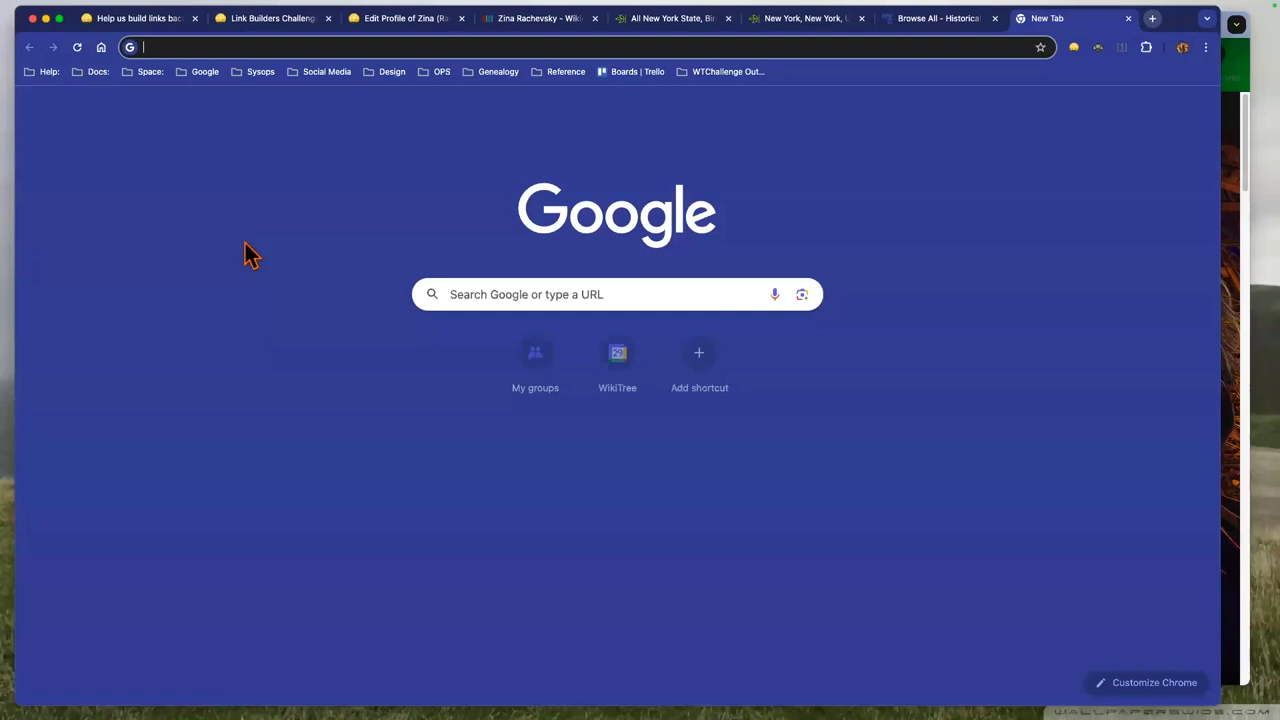 Help us build links bac
Link Builders Challeng
Edit Profile of Zina (Ra
Zina Rachevsky - Wiki
All New York State, Bir
New York, New York, U
Browse All - Historica
New Tab
Help:
Docs:
Space:
Google
Sysops
Social Media
Design
OPS
Genealogy
Reference
Boards | Trello
WTChallenge Out...
Google
Search Google or type a URL
My groups
WikiTree
Add shortcut
Customize Chrome
WALLPAPERSWIDE.COM